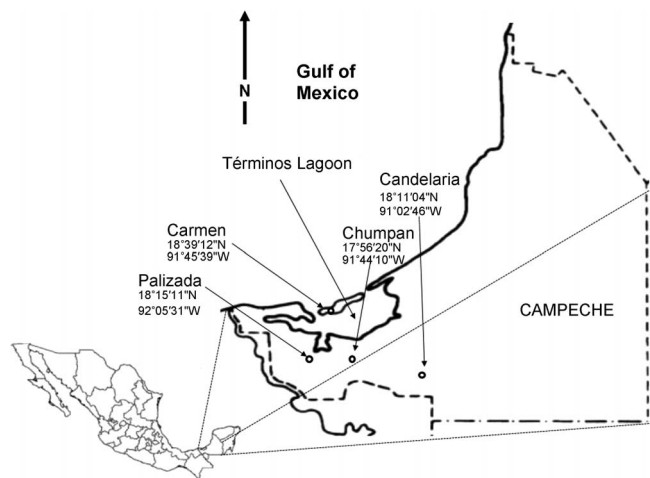 Gulf of
Mexico
N
Términos Lagoon
Candelaria
18°11′04″N
91°02′46″W
Carmen
18°39′12″N
91°45′39″W
Chumpan
17°56′20″N
91°44′10″W
Palizada
18°15′11″N
92°05′31″W
CAMPECHE